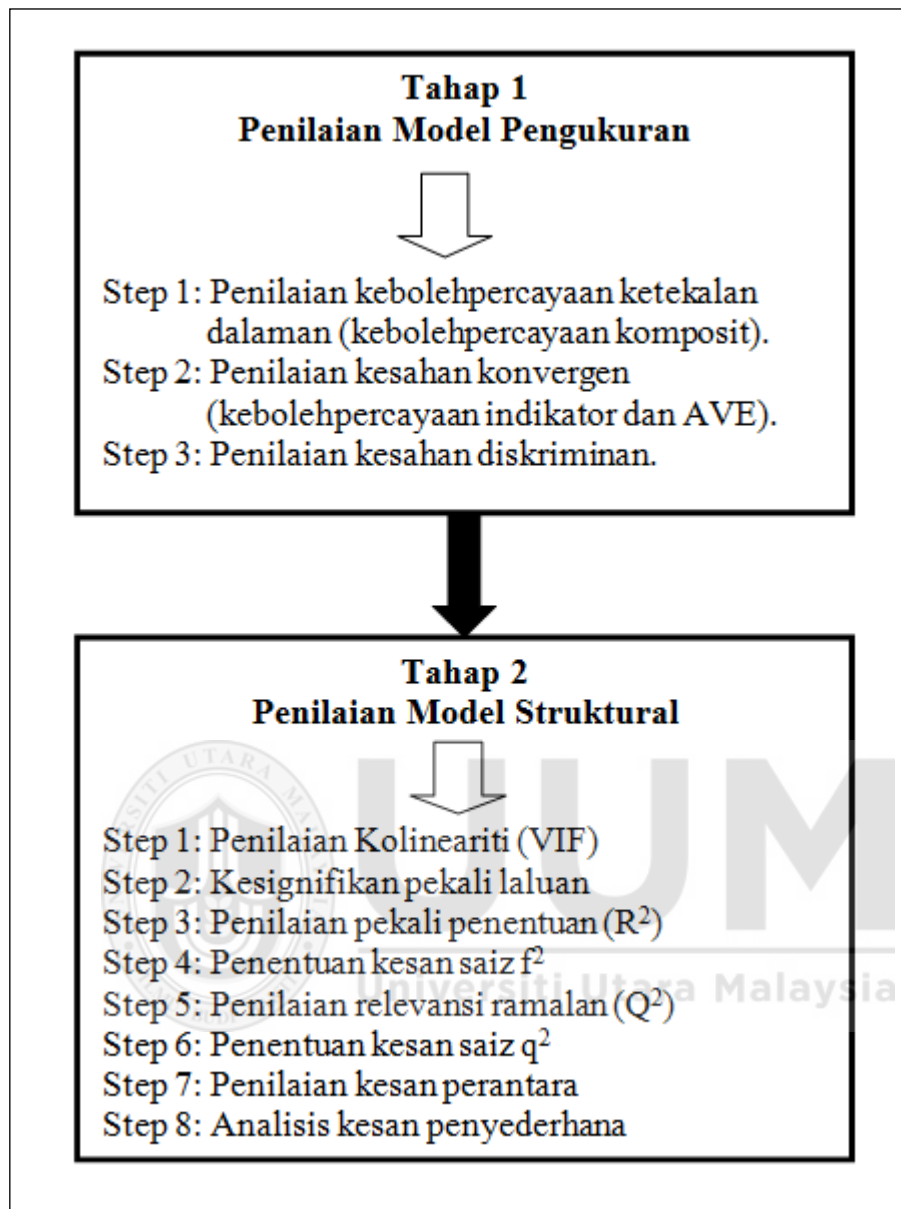 Tahap 1
Penilaian Model Pengukuran
Step 1: Penilaian kebolehpercayaan ketekalan
dalaman (kebolehpercayaan komposit).
Step 2: Penilaian kesahan konvergen
(kebolehpercayaan indikator dan AVE).
Step 3: Penilaian kesahan diskriminan.
Tahap 2
Penilaian Model Struktural
Step 1: Penilaian Kolineariti (VIF)
Step 2: Kesignifikan pekali laluan
Step 3: Penilaian pekali penentuan (R²)
Step 4: Penentuan kesan saiz f²
Step 5: Penilaian relevansi ramalan (Q²)
Step 6: Penentuan kesan saiz q²
Step 7: Penilaian kesan perantara
Step 8: Analisis kesan penyederhana
UUM
Universiti Utara Malaysia